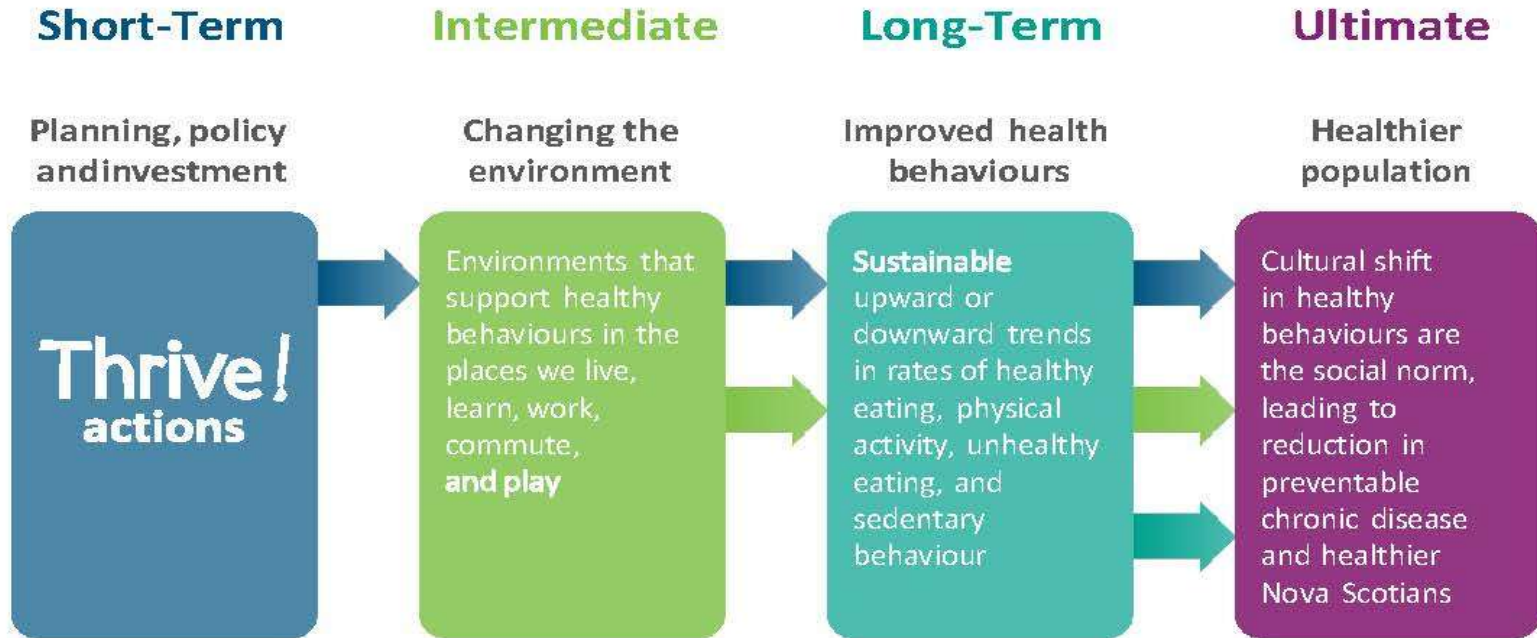 Short-Term
Planning, policy
andinvestment
Thrive!
actions
Intermediate
Changing the
environment
Environments that
support healthy
behaviours in the
places we live,
learn, work,
commute,
and play
Long-Term
Improved health
behaviours
Sustainable
upward or
downward trends
in rates of healthy
eating, physical
activity, unhealthy
eating, and
sedentary
behaviour
Ultimate
Healthier
population
Cultural shift
in healthy
behaviours are
the social norm,
leading to
reduction in
preventable
chronic disease
and healthier
Nova Scotians